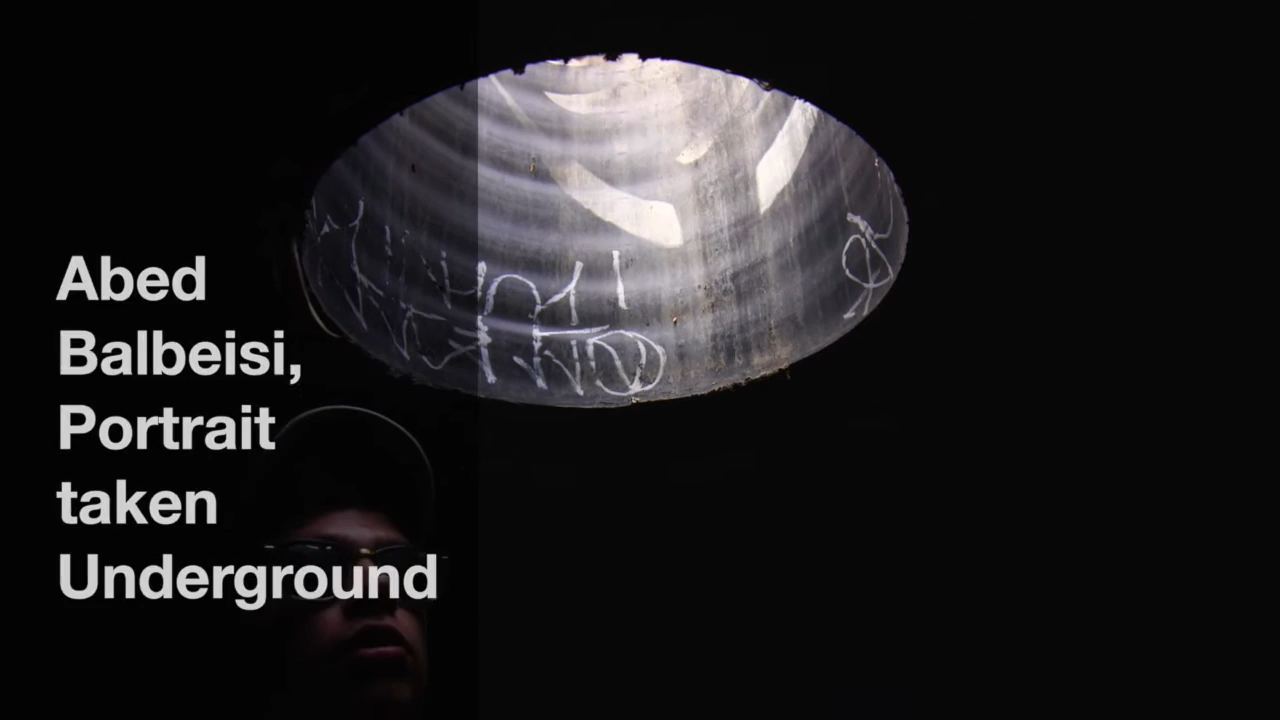 Abed
Balbeisi,
Portrait
taken
Underground